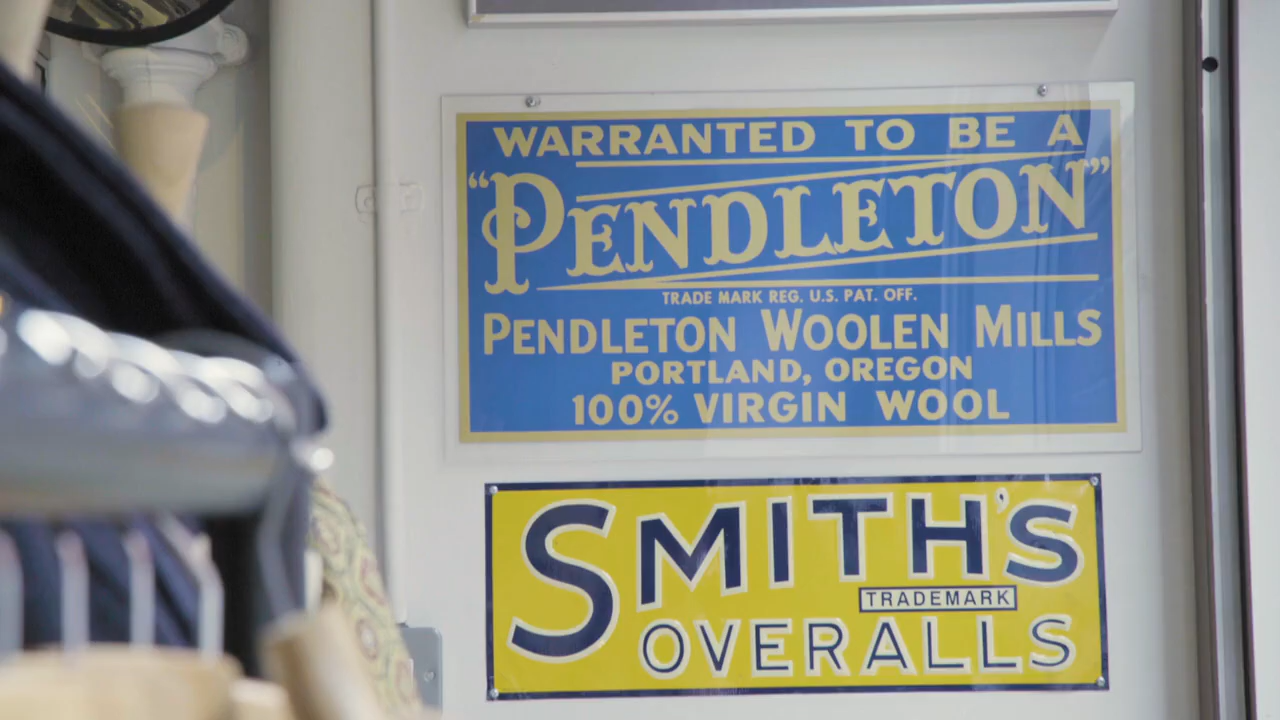 WARRANTED TO BE A
"PENDLETON"
TRADE MARK REG. U.S. PAT. OFF.
PENDLETON WOOLEN MILLS
PORTLAND, OREGON
100% VIRGIN WOOL
SMITH'S
TRADEMARK
OVERALLS